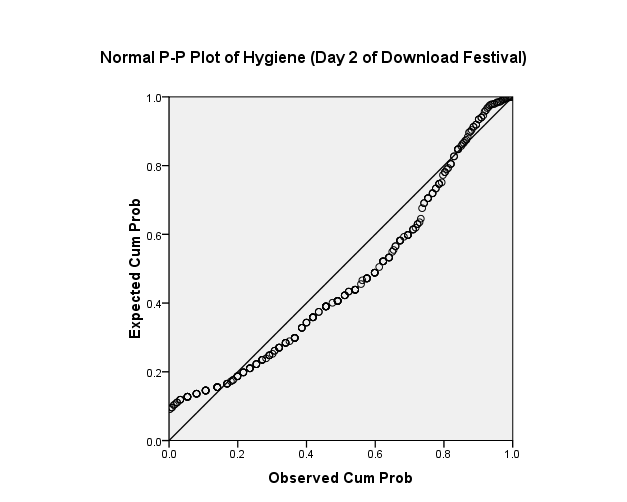 Normal P-P Plot of Hygiene (Day 2 of Download Festival)
Expected Cum Prob
1.0
0.8
0.6
0.4
0.2
0.0
0.0 0.2 0.4 0.6 0.8 1.0
Observed Cum Prob